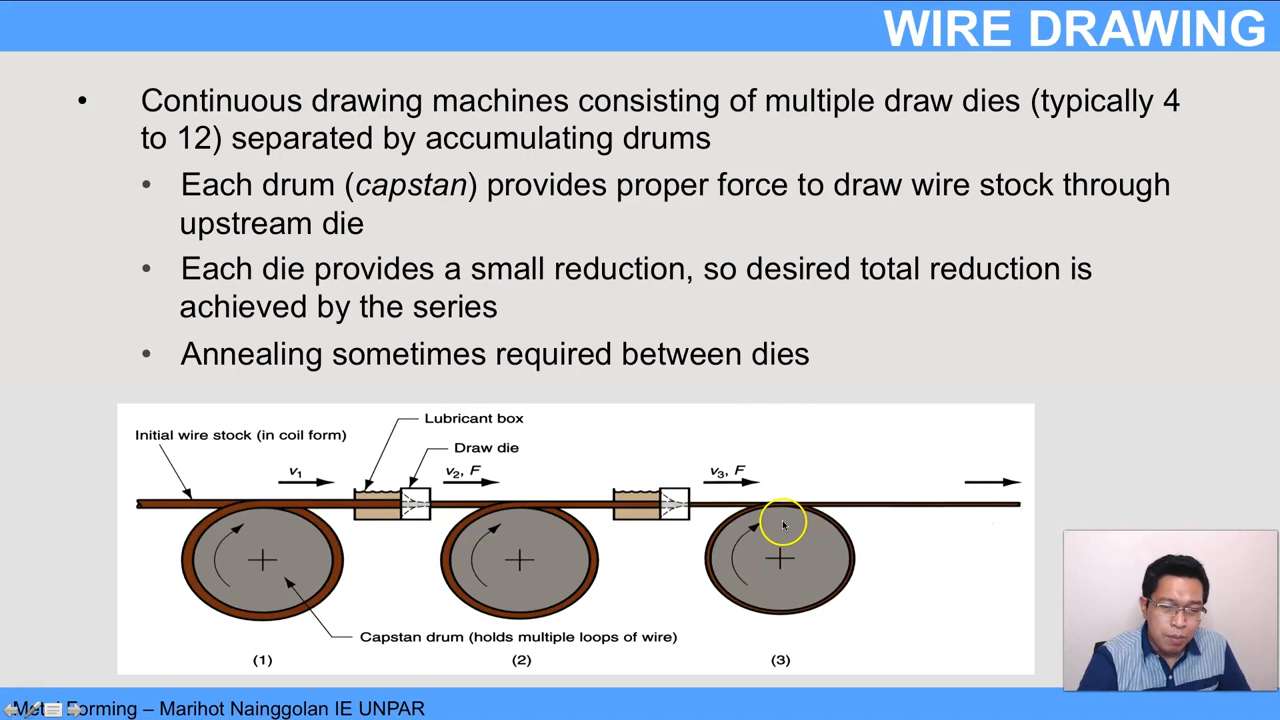 WIRE DRAWING
• Continuous drawing machines consisting of multiple draw dies (typically 4
to 12) separated by accumulating drums
• Each drum (capstan) provides proper force to draw wire stock through
upstream die
• Each die provides a small reduction, so desired total reduction is
achieved by the series
• Annealing sometimes required between dies
Lubricant box
Initial wire stock (in coil form)
Draw die
v1
v2, F
v3, F
Capstan drum (holds multiple loops of wire)
(1)
(2)
(3)
Metal Forming – Marihot Nainggolan IE UNPAR